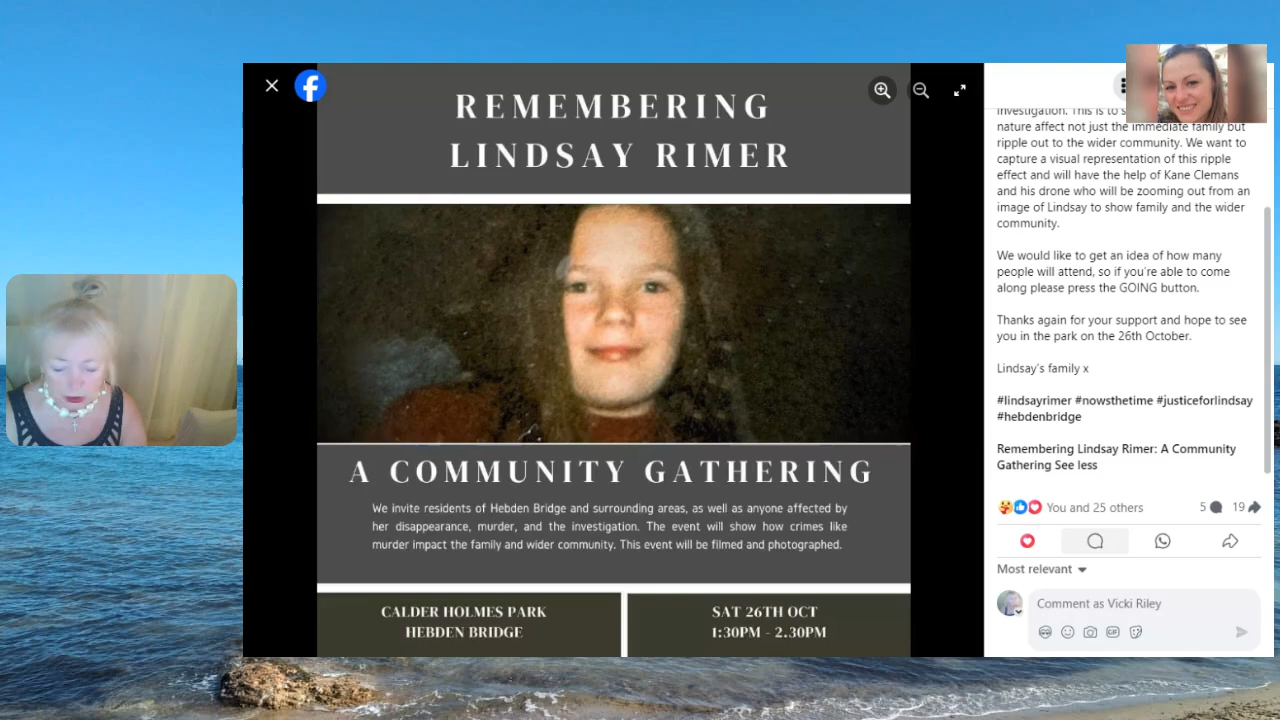 REMEMBERING
LINDSAY RIMER
A COMMUNITY GATHERING
We invite residents of Hebden Bridge and surrounding areas, as well as anyone affected by
her disappearance, murder, and the investigation. The event will show how crimes like
murder impact the family and wider community. This event will be filmed and photographed.
CALDER HOLMES PARK
HEBDEN BRIDGE
SAT 26TH OCT
1:30PM - 2.30PM
investigation. This is to
nature affect not just the immediate family but
ripple out to the wider community. We want to
capture a visual representation of this ripple
effect and will have the help of Kane Clemans
and his drone who will be zooming out from an
image of Lindsay to show family and the wider
community.
We would like to get an idea of how many
people will attend, so if you're able to come
along please press the GOING button.
Thanks again for your support and hope to see
you in the park on the 26th October.
Lindsay's family x
#lindsayrimer #nowsthetime #justiceforlindsay
#hebdenbridge
Remembering Lindsay Rimer: A Community
Gathering See less
You and 25 others
5
19
Most relevant
Comment as Vicki Riley
GIF